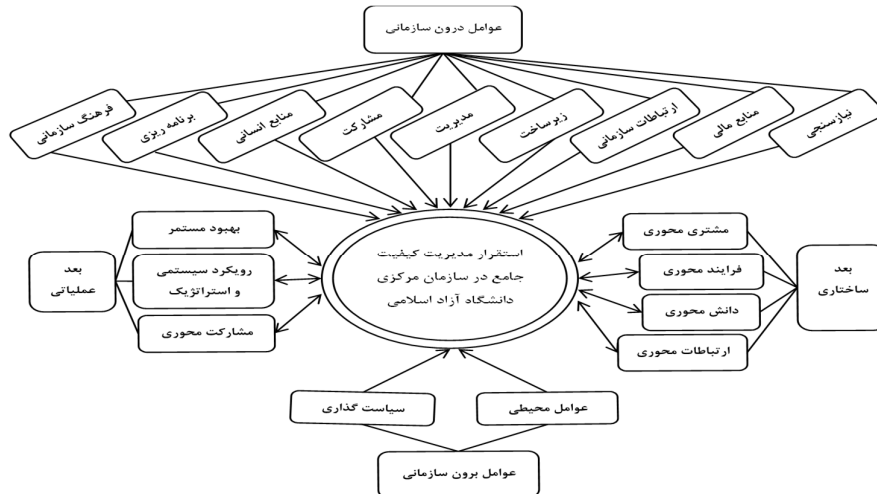 عوامل درون سازمانی
نیازسنجی
منابع مالی
ارتباطات سازمانی
زیرساخت
مدیریت
مشارکت
منابع انسانی
برنامه ریزی
فرهنگ سازمانی
بعد
ساختاری
مشتری محوری
فرایند محوری
دانش محوری
ارتباطات محوری
استقرار مدیریت کیفیت
جامع در سازمان مرکزی
دانشگاه آزاد اسلامی
بهبود مستمر
رویکرد سیستمی
و استراتژیک
مشارکت محوری
بعد
عملیاتی
عوامل محیطی
سیاست گذاری
عوامل برون سازمانی